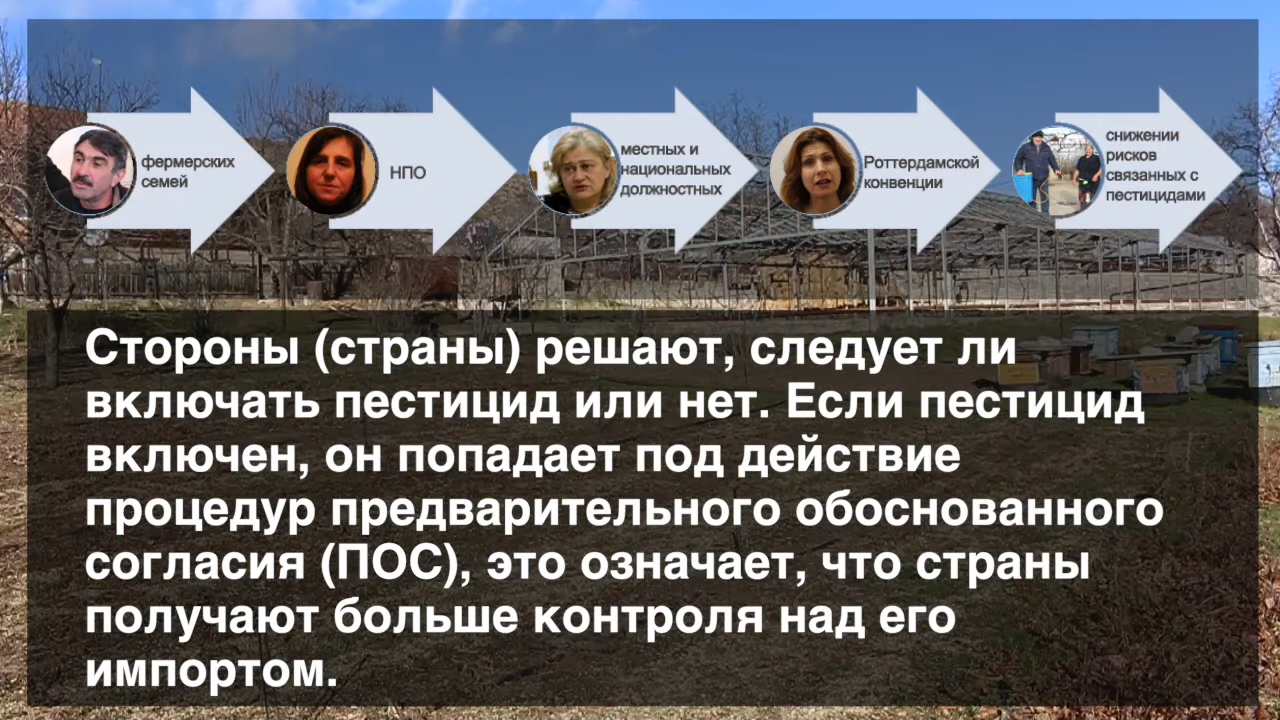 фермерских
семей
НПО
местных и
национальных
должностных
Роттердамской
конвенции
снижении
рисков
связанных с
пестицидами
Стороны (страны) решают, следует ли
включать пестицид или нет. Если пестицид
включен, он попадает под действие
процедур предварительного обоснованного
согласия (ПОС), это означает, что страны
получают больше контроля над его
импортом.